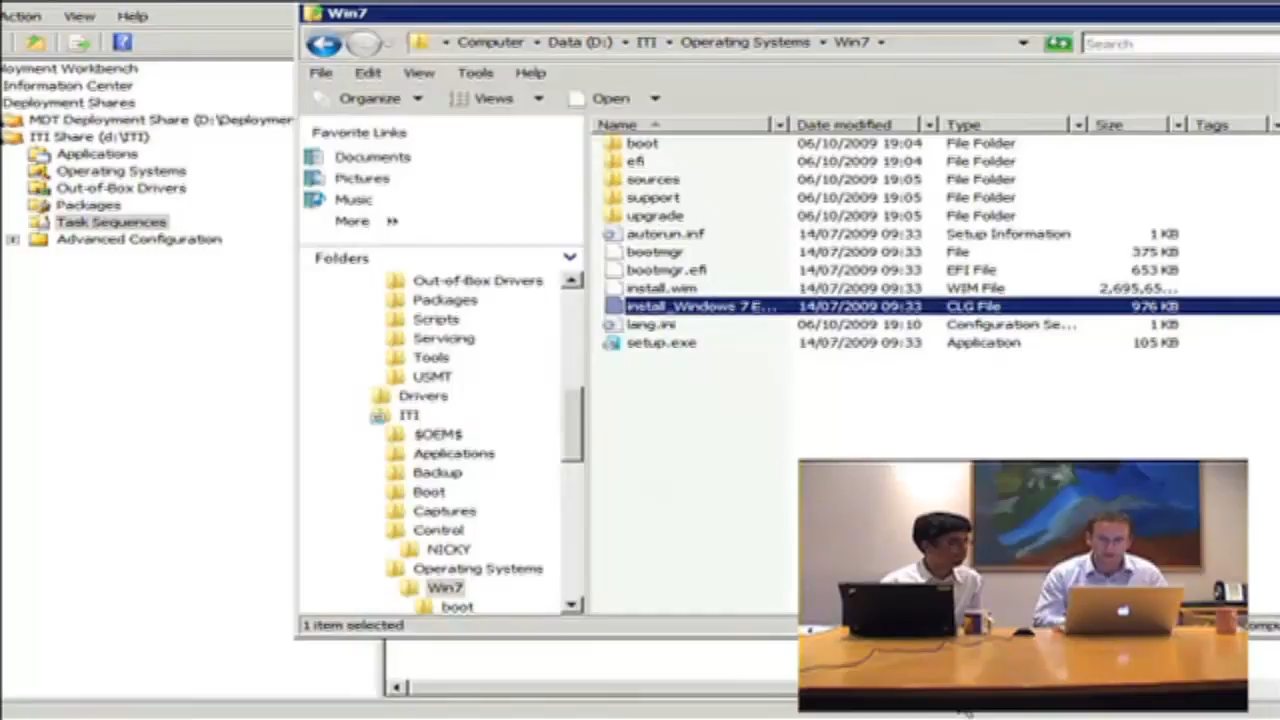 Action View Help
loyment Workbench
Information Center
Deployment Shares
MDT Deployment Share (D:\Deploymer
ITI Share (d:\ITI)
Applications
Operating Systems
Out-of-Box Drivers
Packages
Task Sequences
Advanced Configuration
Win7
Computer Data (D:) ITI Operating Systems Win7
Search
File Edit View Tools Help
Organize Views Open
Favorite Links
Documents
Pictures
Music
More »
Folders
Out-of-Box Drivers
Packages
Scripts
Servicing
Tools
USMT
Drivers
ITI
$OEM$
Applications
Backup
Boot
Captures
Control
NICKY
Operating Systems
Win7
boot
Name Date modified Type Size Tags
boot 06/10/2009 19:04 File Folder
efi 06/10/2009 19:04 File Folder
sources 06/10/2009 19:05 File Folder
support 06/10/2009 19:05 File Folder
upgrade 06/10/2009 19:05 File Folder
autorun.inf 14/07/2009 09:33 Setup Information 1 KB
bootmgr 14/07/2009 09:33 File 375 KB
bootmgr.efi 14/07/2009 09:33 EFI File 653 KB
install.wim 14/07/2009 09:33 WIM File 2,695,65...
install_Windows 7 E... 14/07/2009 09:33 CLG File 976 KB
lang.ini 06/10/2009 19:10 Configuration Se... 1 KB
setup.exe 14/07/2009 09:33 Application 105 KB
1 item selected
Compu